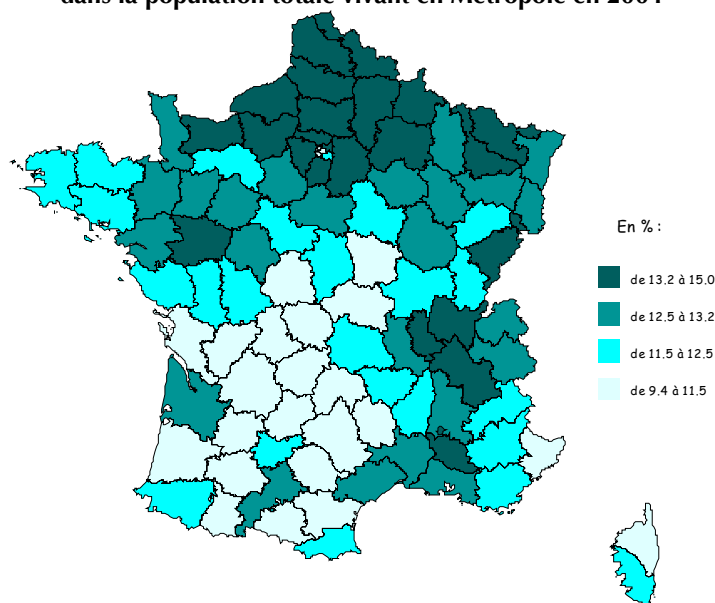 dans la population totale vivant en Métropole en 2004
En % :
de 13.2 à 15.0
de 12.5 à 13.2
de 11.5 à 12.5
de 9.4 à 11.5